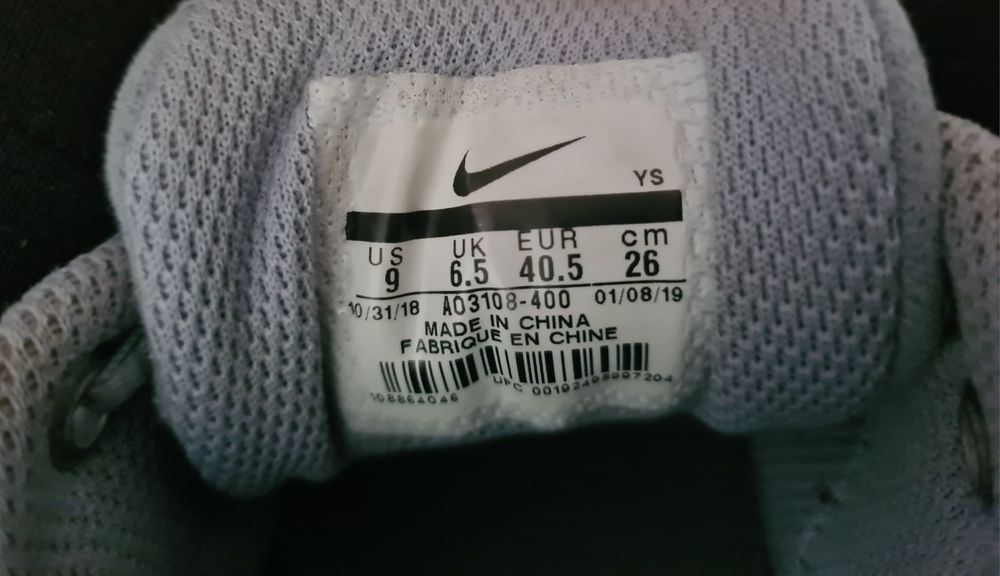 YS
US UK EUR cm
9 6.5 40.5 26
10/31/18 AO3108-400 01/08/19
MADE IN CHINA
FABRIQUE EN CHINE
UPC 00192498997204